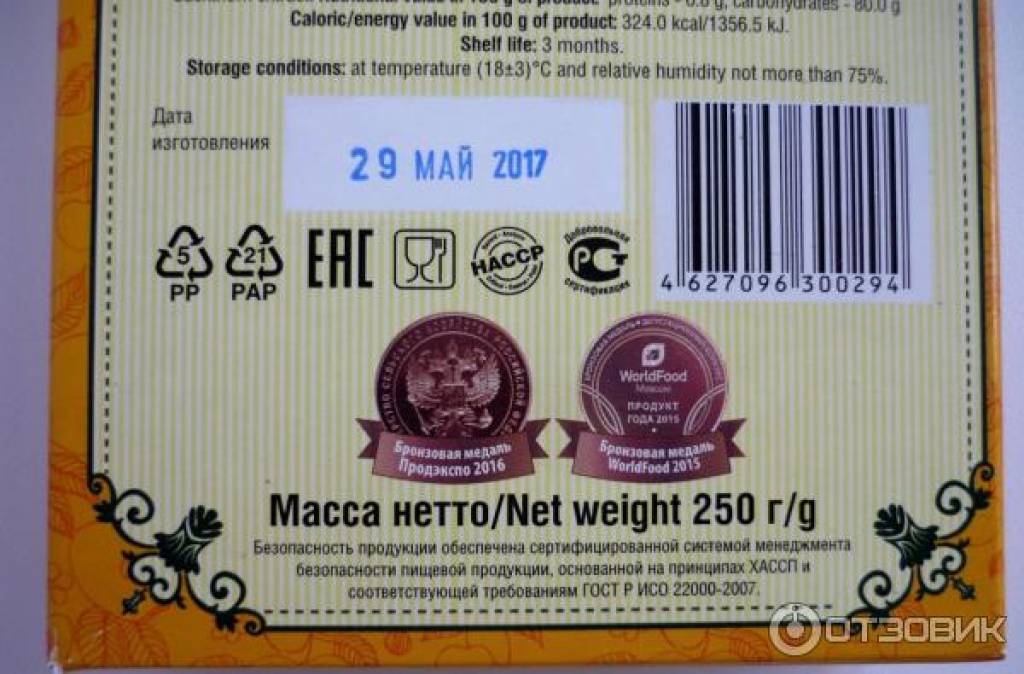 Caloric/energy value in 100 g of product: 324.0 kcal/1356.5 kJ.
Shelf life: 3 months.
Storage conditions: at temperature (18±3)°C and relative humidity not more than 75%.
Дата
изготовления
29 МАЙ 2017
5
PP
21
PAP
EAC
HACCP
Добровольная
сертификация
4 627096 300294
WorldFood
Moscow
ПРОДУКТ
ГОДА 2015
Бронзовая медаль
Продэкспо 2016
Бронзовая медаль
WorldFood 2015
Масса нетто/Net weight 250 г/g
Безопасность продукции обеспечена сертифицированной системой менеджмента
безопасности пищевой продукции, основанной на принципах ХАССП и
соответствующей требованиям ГОСТ Р ИСО 22000-2007.
ОТЗОВИК